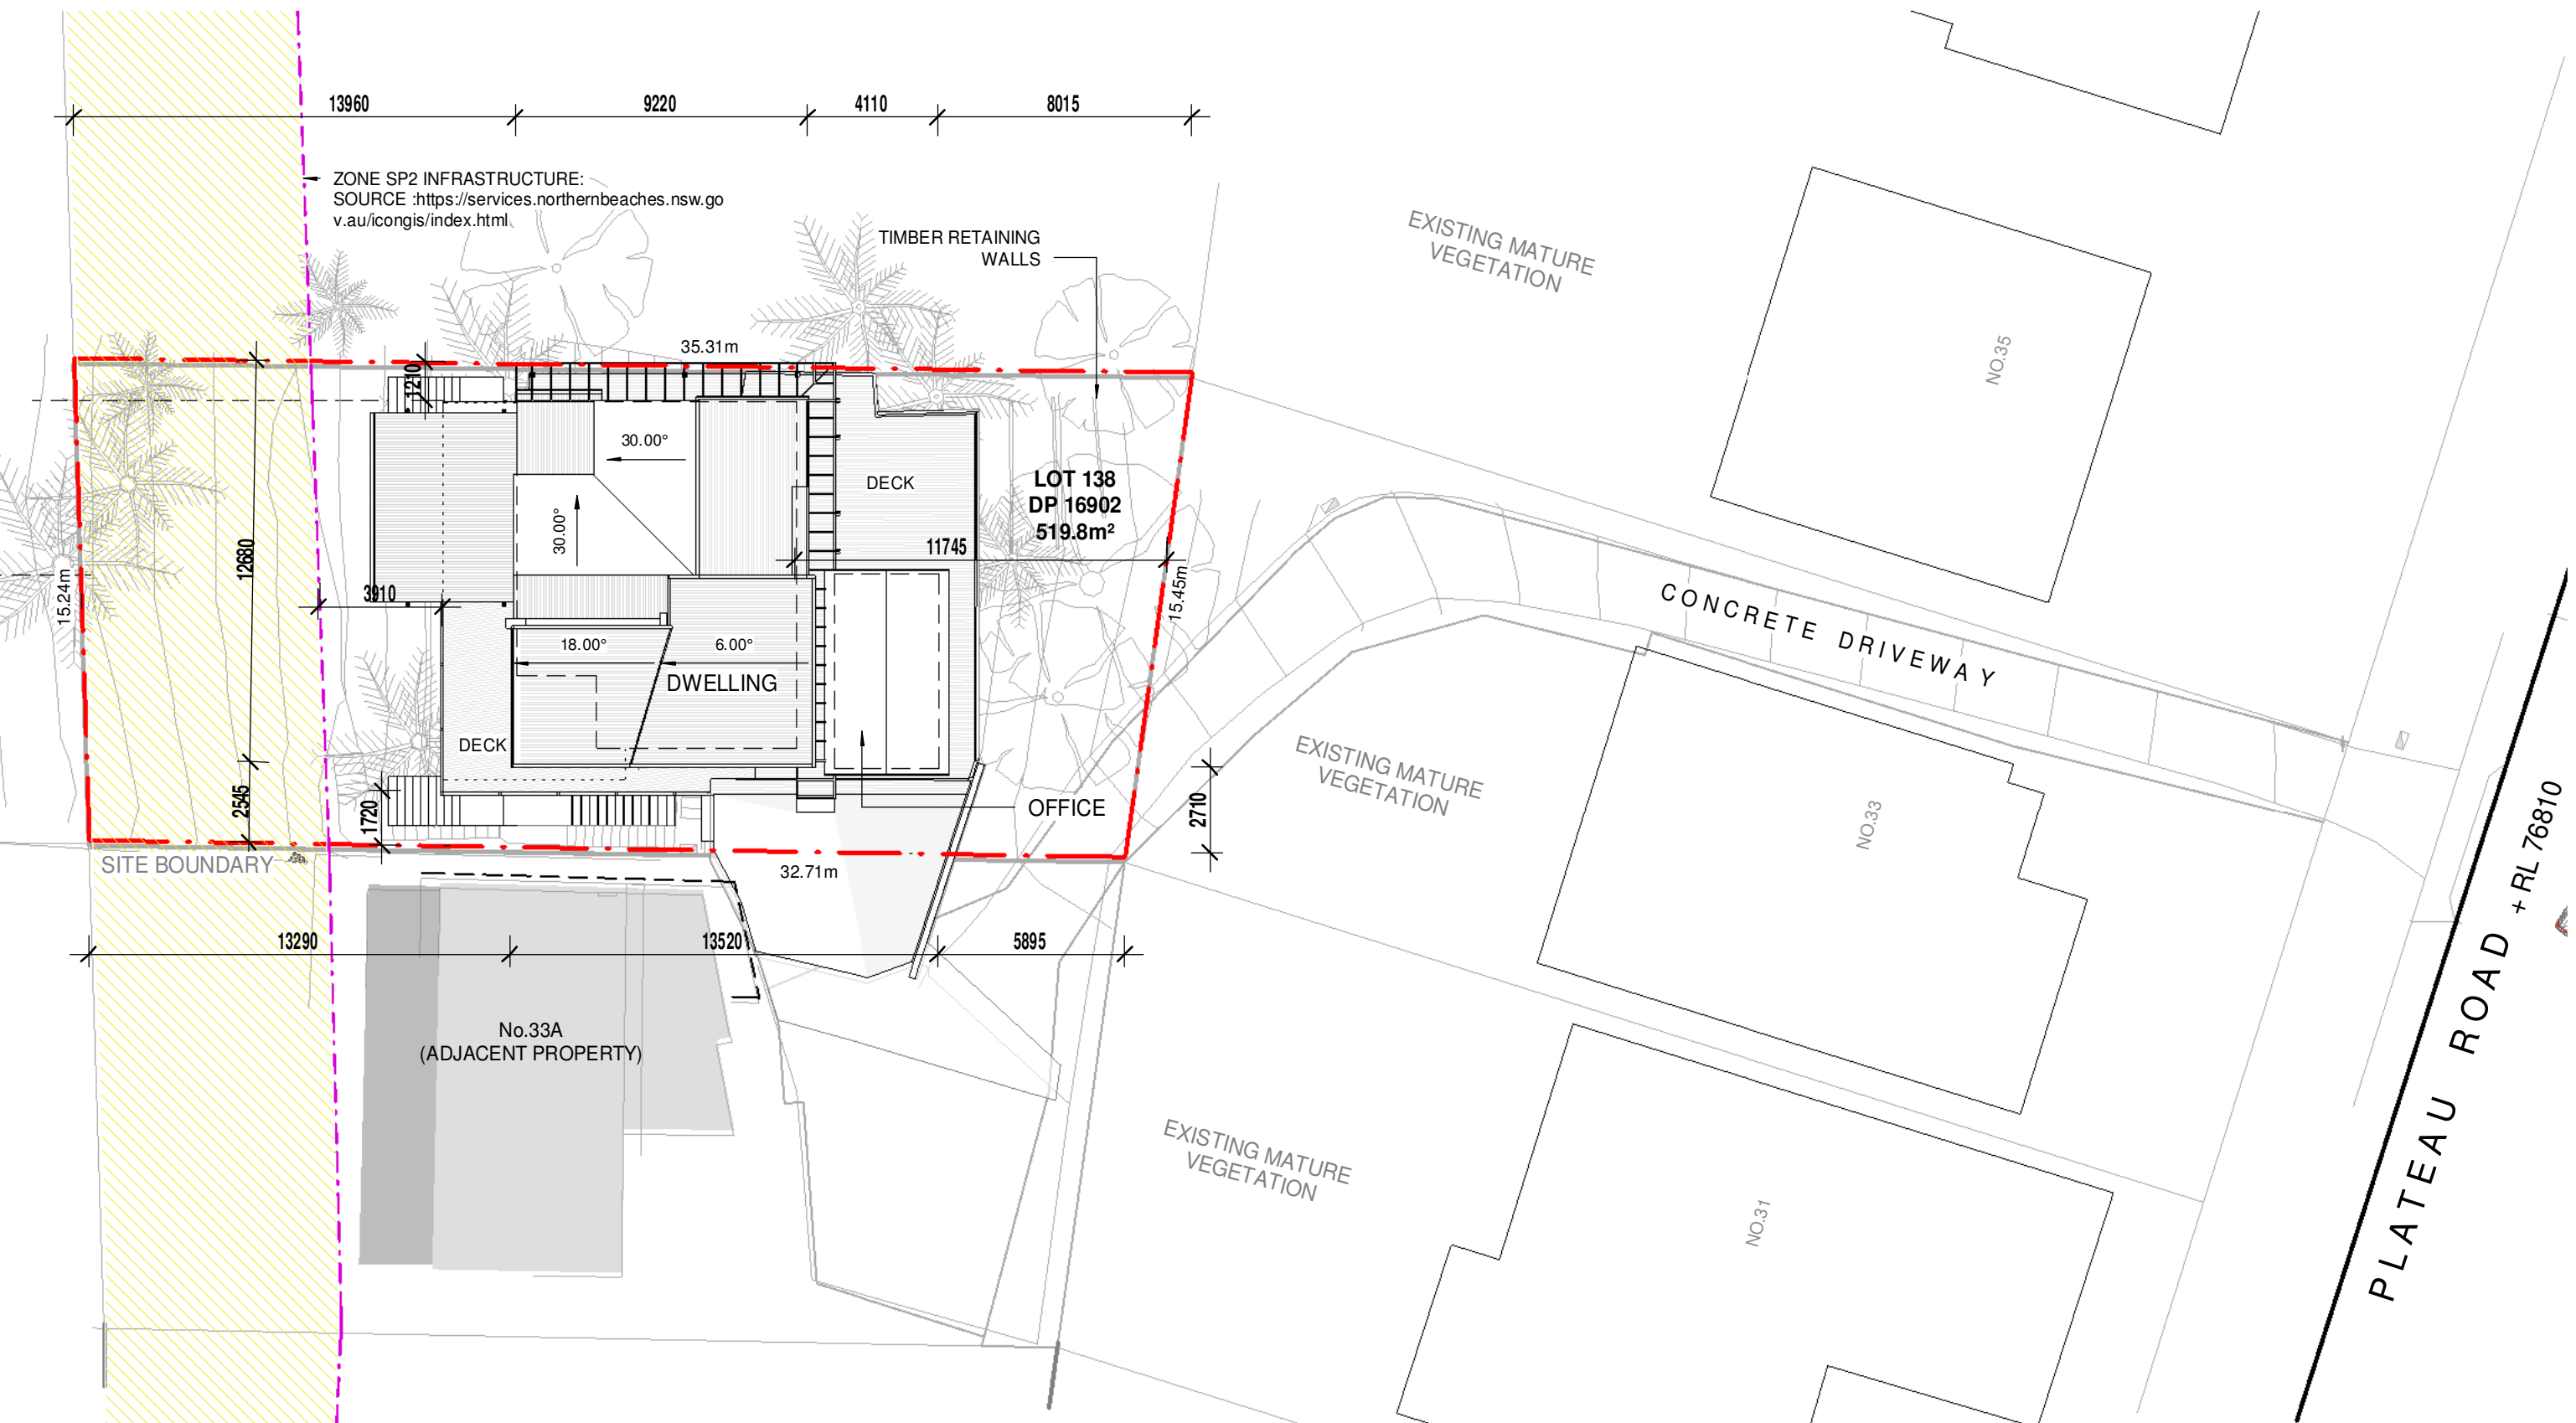 13960
9220
4110
8015
ZONE SP2 INFRASTRUCTURE:
SOURCE :https://services.northernbeaches.nsw.go
v.au/icongis/index.html
TIMBER RETAINING
WALLS
EXISTING MATURE
VEGETATION
NO.35
35.31m
1210
30.00°
30.00°
DECK
LOT 138
DP 16902
519.8m²
11745
12680
15.24m
3910
15.45m
CONCRETE DRIVEWAY
18.00°
6.00°
DWELLING
DECK
OFFICE
2545
1720
2710
EXISTING MATURE
VEGETATION
NO.33
SITE BOUNDARY
32.71m
13290
13520
5895
No.33A
(ADJACENT PROPERTY)
EXISTING MATURE
VEGETATION
NO.31
PLATEAU ROAD + RL 76810